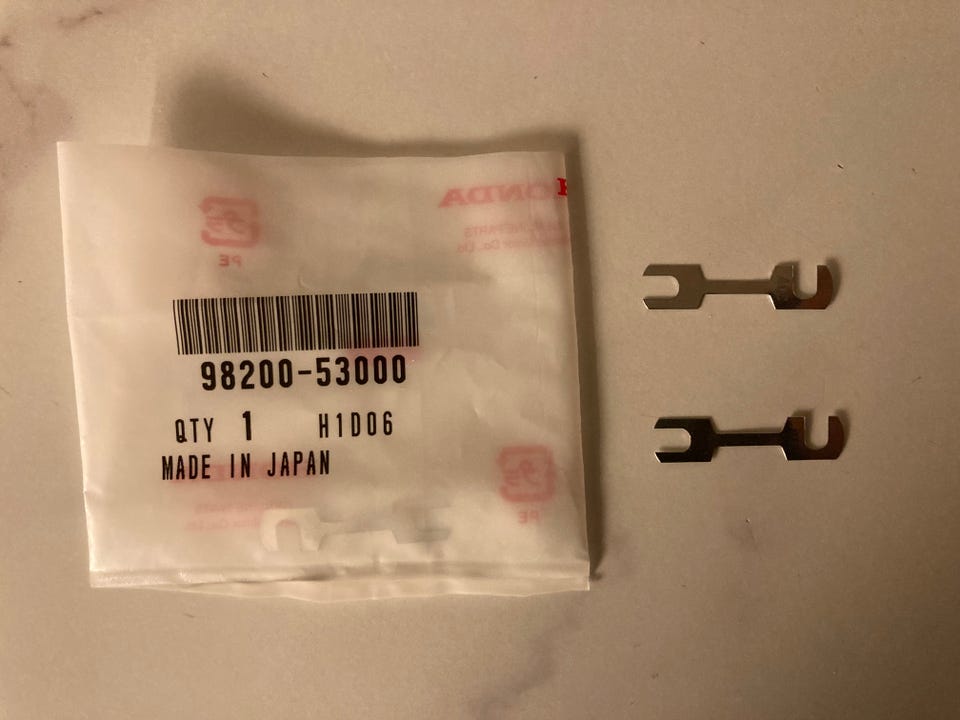 HONDA
PE
98200-53000
QTY 1 H1D06
MADE IN JAPAN
PE